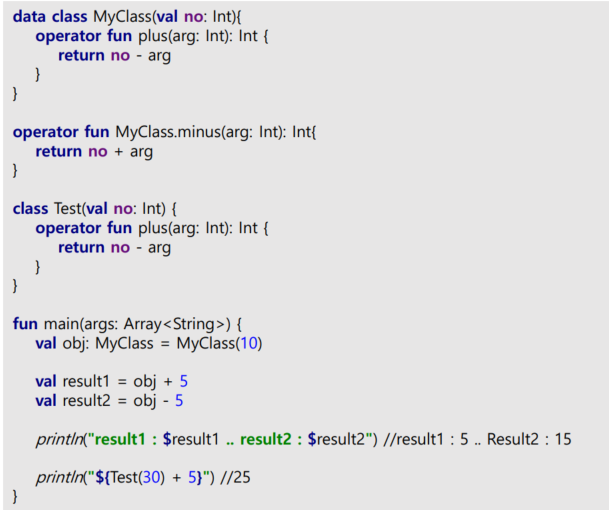 data class MyClass(val no: Int){
operator fun plus(arg: Int): Int {
return no - arg
}
}
operator fun MyClass.minus(arg: Int): Int{
return no + arg
}
class Test(val no: Int) {
operator fun plus(arg: Int): Int {
return no - arg
}
}
fun main(args: Array<String>) {
val obj: MyClass = MyClass(10)
val result1 = obj + 5
val result2 = obj - 5
println("result1 : $result1 .. result2 : $result2") //result1 : 5 .. Result2 : 15
println("${Test(30) + 5}") //25
}